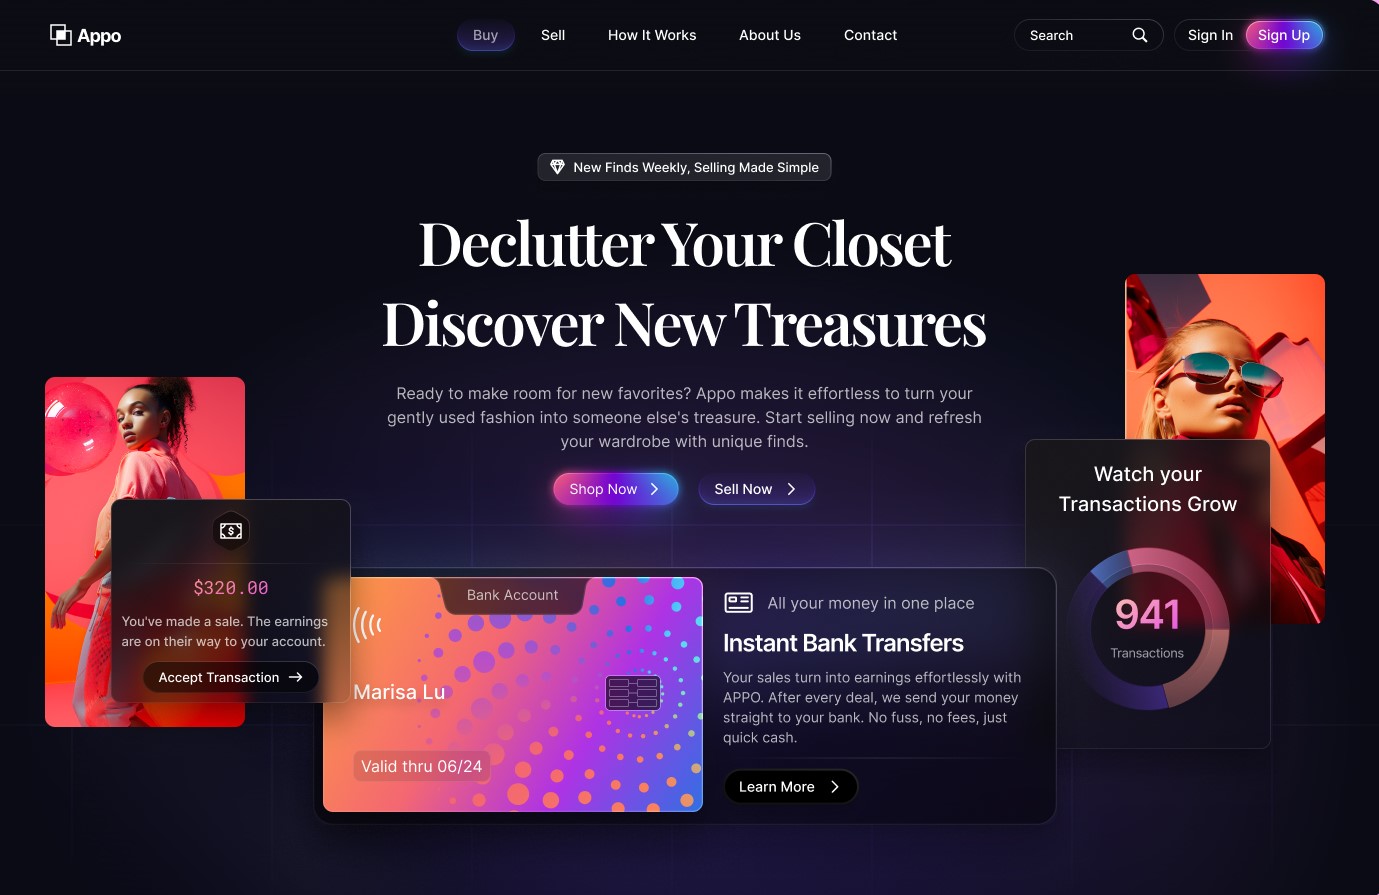 Appo
Buy
Sell
How It Works
About Us
Contact
Search
Sign In
Sign Up
New Finds Weekly, Selling Made Simple
Declutter Your Closet
Discover New Treasures
Ready to make room for new favorites? Appo makes it effortless to turn your
gently used fashion into someone else's treasure. Start selling now and refresh
your wardrobe with unique finds.
Shop Now
Sell Now
$
$320.00
You've made a sale. The earnings
are on their way to your account.
Accept Transaction
Bank Account
Marisa Lu
Valid thru 06/24
All your money in one place
Instant Bank Transfers
Your sales turn into earnings effortlessly with
APPO. After every deal, we send your money
straight to your bank. No fuss, no fees, just
quick cash.
Learn More
Watch your
Transactions Grow
941
Transactions